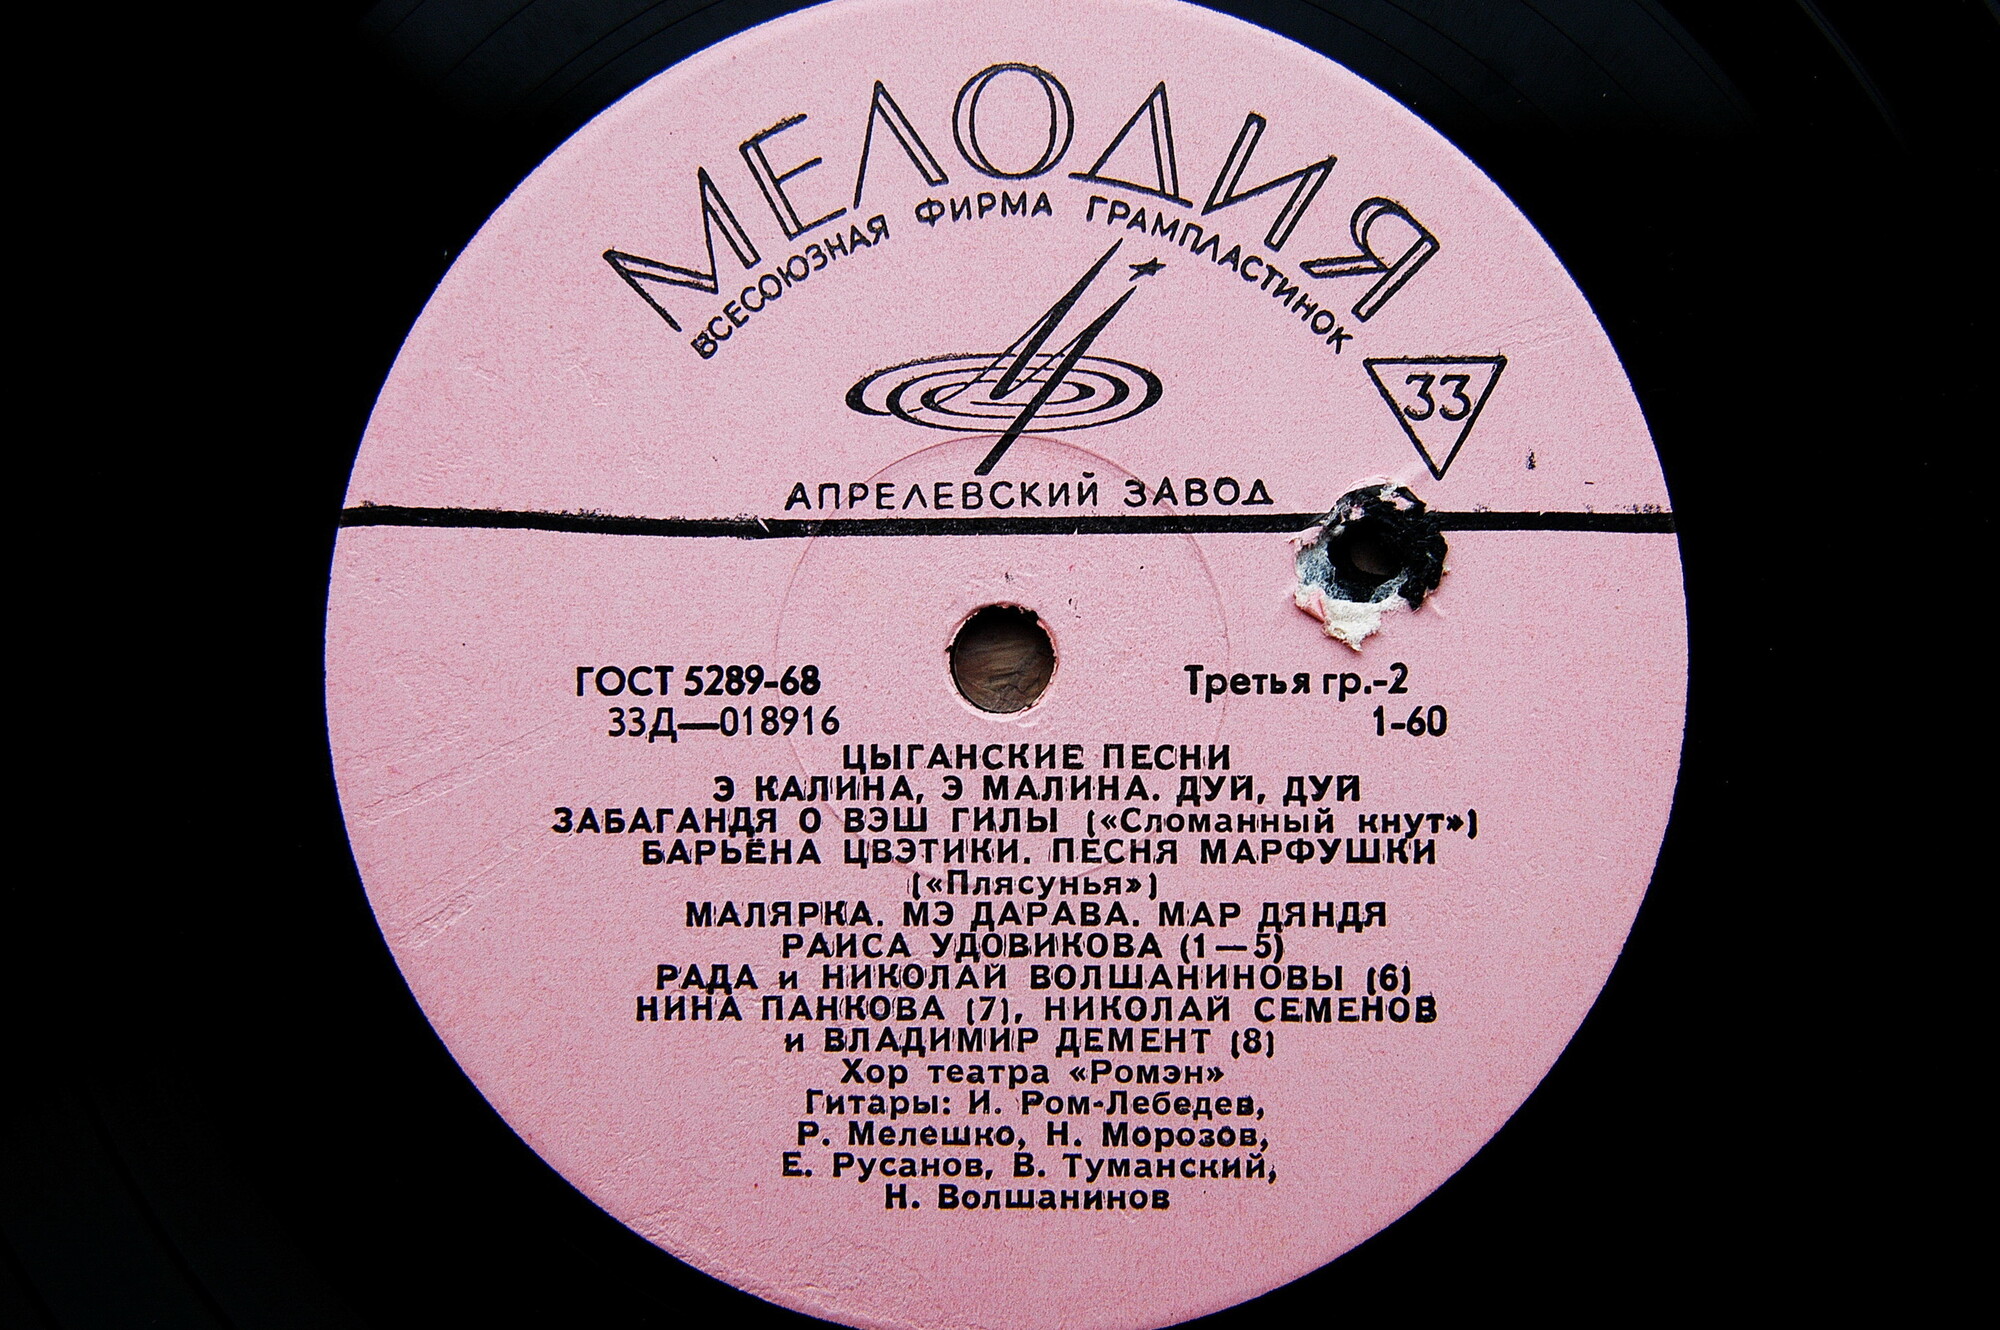 МЕЛОДИЯ
ВСЕСОЮЗНАЯ ФИРМА ГРАМПЛАСТИНОК
33
АПРЕЛЕВСКИЙ ЗАВОД
ГОСТ 5289-68
Третья гр.-2
33Д—018916
1-60
ЦЫГАНСКИЕ ПЕСНИ
Э КАЛИНА, Э МАЛИНА. ДУЙ, ДУЙ
ЗАБАГАНДЯ О ВЭШ ГИЛЫ («Сломанный кнут»)
БАРЬЁНА ЦВЭТИКИ. ПЕСНЯ МАРФУШКИ
(«Плясунья»)
МАЛЯРКА. МЭ ДАРАВА. МАР ДЯНДЯ
РАИСА УДОВИКОВА (1—5)
РАДА и НИКОЛАЙ ВОЛШАНИНОВЫ (6)
НИНА ПАНКОВА (7), НИКОЛАЙ СЕМЕНОВ
и ВЛАДИМИР ДЕМЕНТ (8)
Хор театра «Ромэн»
Гитары: И. Ром-Лебедев,
Р. Мелешко, Н. Морозов,
Е. Русанов, В. Туманский,
Н. Волшанинов